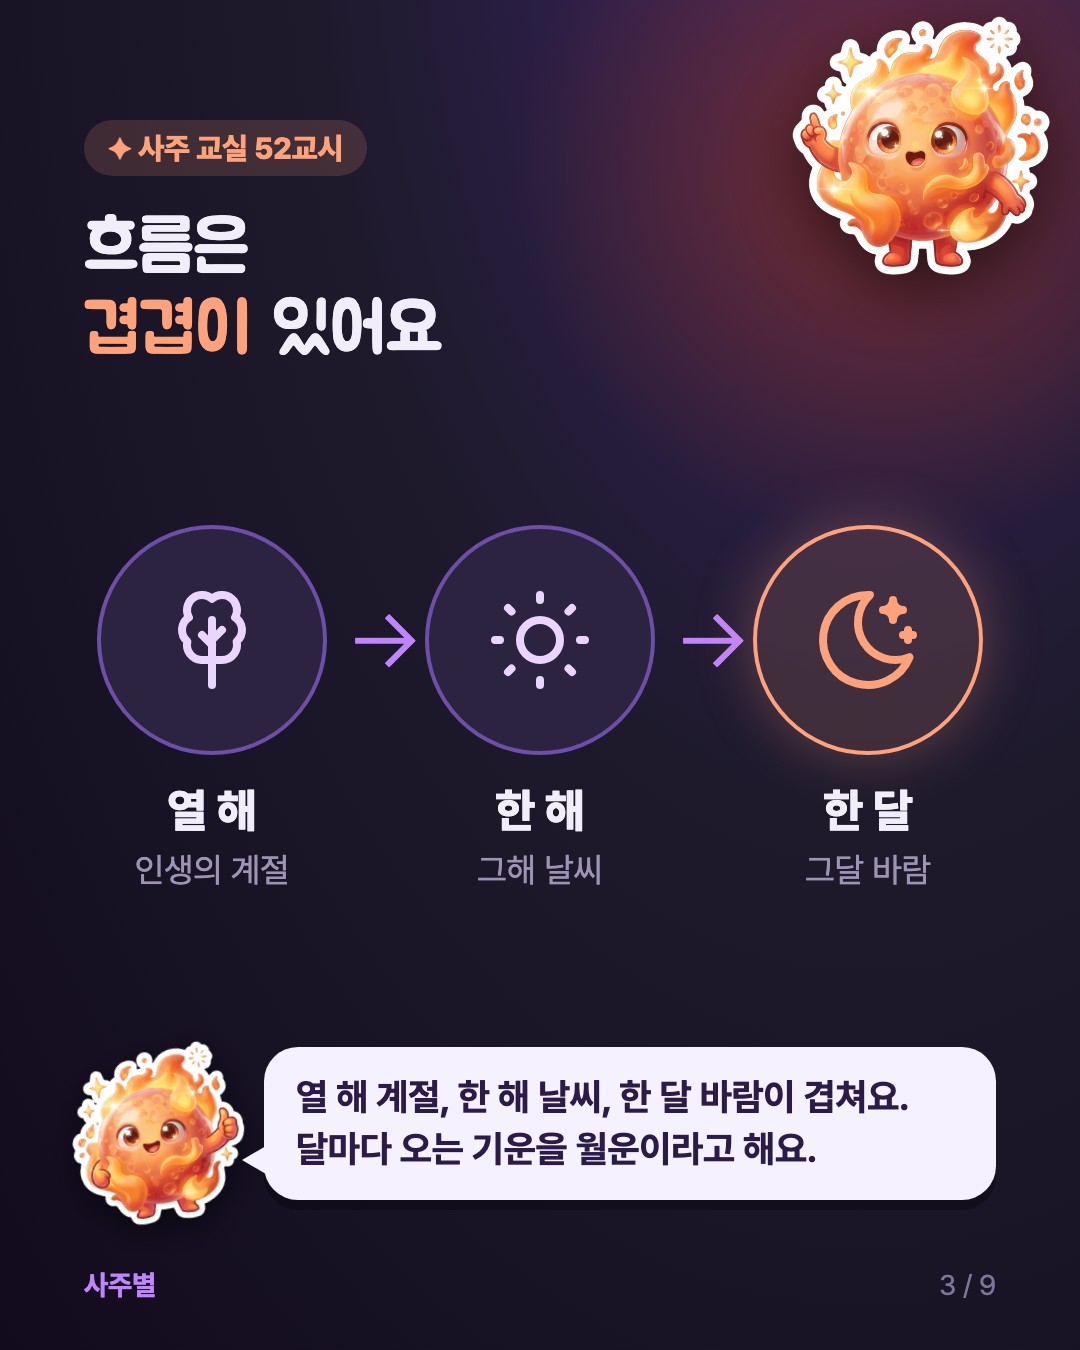 ✦ 사주 교실 52교시
흐름은
겹겹이 있어요
열 해
인생의 계절
한 해
그해 날씨
한 달
그달 바람
열 해 계절, 한 해 날씨, 한 달 바람이 겹쳐요.
달마다 오는 기운을 월운이라고 해요.
사주별
3 / 9